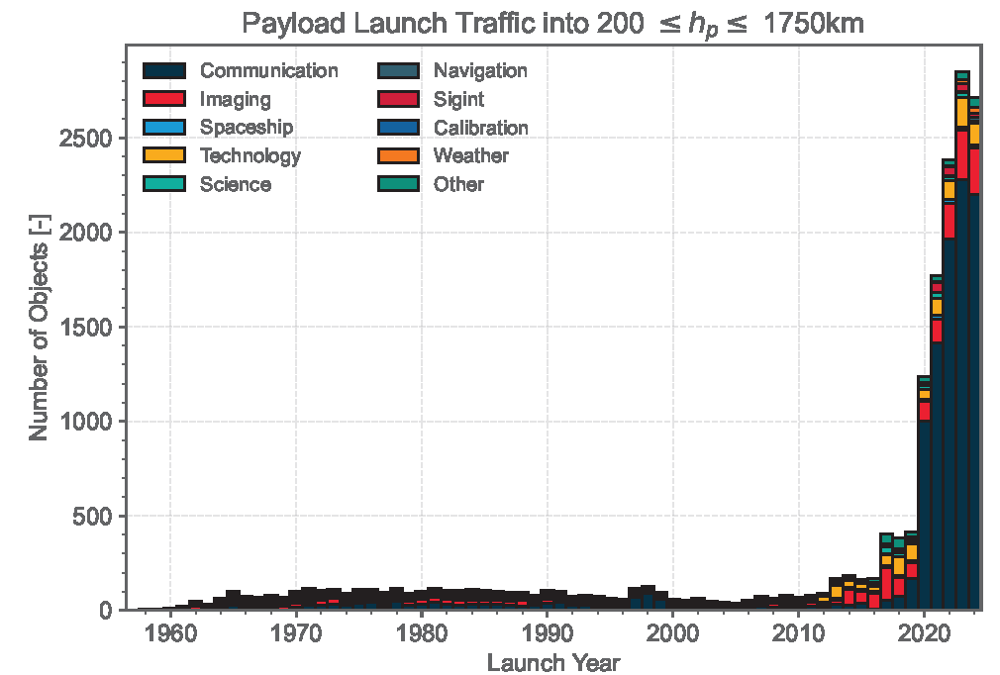 Payload Launch Traffic into 200 ≤ hₚ ≤ 1750km
Communication
Imaging
Spaceship
Technology
Science
Navigation
Sigint
Calibration
Weather
Other
Number of Objects [-]
2500
2000
1500
1000
500
0
1960 1970 1980 1990 2000 2010 2020
Launch Year